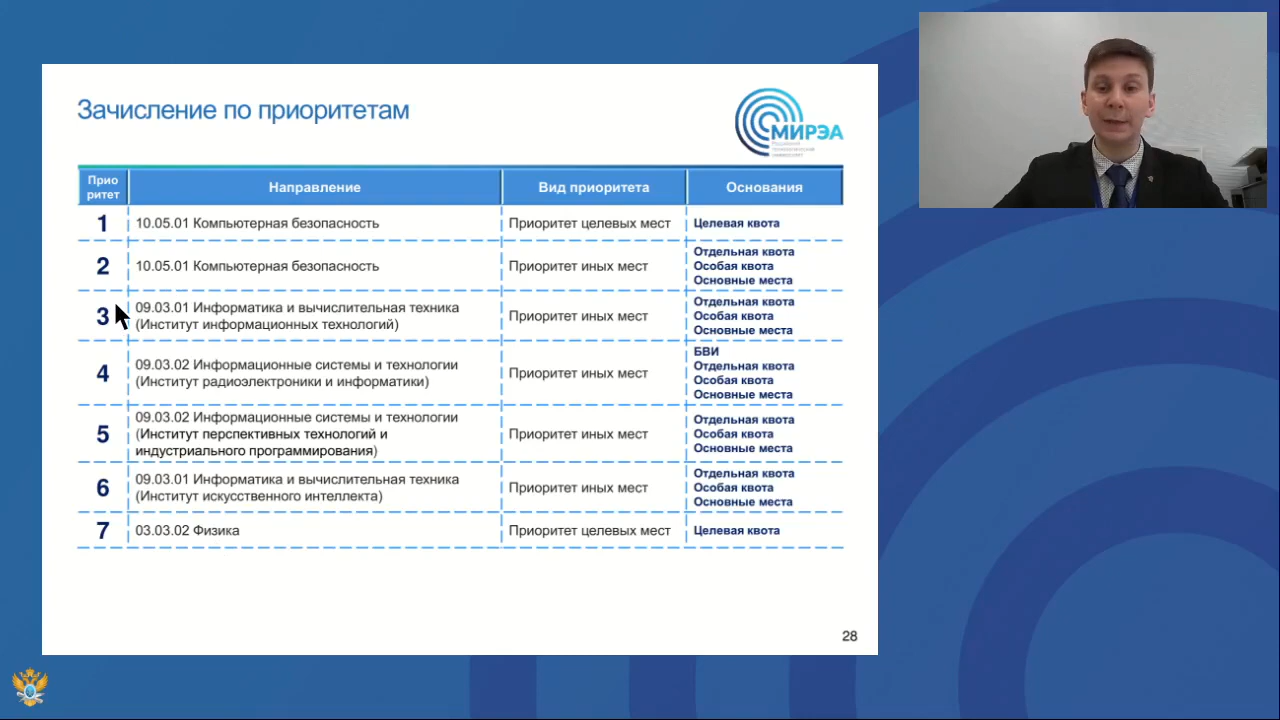 Зачисление по приоритетам
МИРЭА
Прио
ритет
Направление
Вид приоритета
Основания
1
10.05.01 Компьютерная безопасность
Приоритет целевых мест
Целевая квота
2
10.05.01 Компьютерная безопасность
Приоритет иных мест
Отдельная квота
Особая квота
Основные места
3
09.03.01 Информатика и вычислительная техника
(Институт информационных технологий)
Приоритет иных мест
Отдельная квота
Особая квота
Основные места
4
09.03.02 Информационные системы и технологии
(Институт радиоэлектроники и информатики)
Приоритет иных мест
БВИ
Отдельная квота
Особая квота
Основные места
5
09.03.02 Информационные системы и технологии
(Институт перспективных технологий и
индустриального программирования)
Приоритет иных мест
Отдельная квота
Особая квота
Основные места
6
09.03.01 Информатика и вычислительная техника
(Институт искусственного интеллекта)
Приоритет иных мест
Отдельная квота
Особая квота
Основные места
7
03.03.02 Физика
Приоритет целевых мест
Целевая квота
28